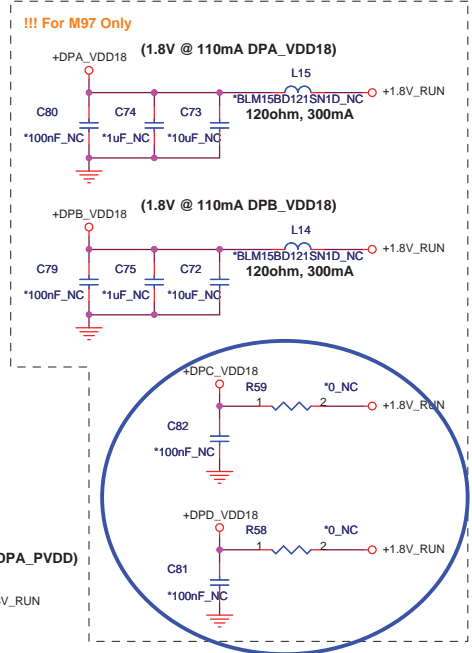 !!! For M97 Only
(1.8V @ 110mA DPA_VDD18)
+DPA_VDD18
L15
*BLM15BD121SN1D_NC
+1.8V_RUN
120ohm, 300mA
C80
C74
C73
*100nF_NC
*1uF_NC
*10uF_NC
(1.8V @ 110mA DPB_VDD18)
+DPB_VDD18
L14
*BLM15BD121SN1D_NC
+1.8V_RUN
120ohm, 300mA
C79
C75
C72
*100nF_NC
*1uF_NC
*10uF_NC
+DPC_VDD18
R59
*0_NC
1
2
+1.8V_RUN
C82
*100nF_NC
+DPD_VDD18
R58
*0_NC
1
2
+1.8V_RUN
C81
*100nF_NC
DPA_PVDD)
V_RUN